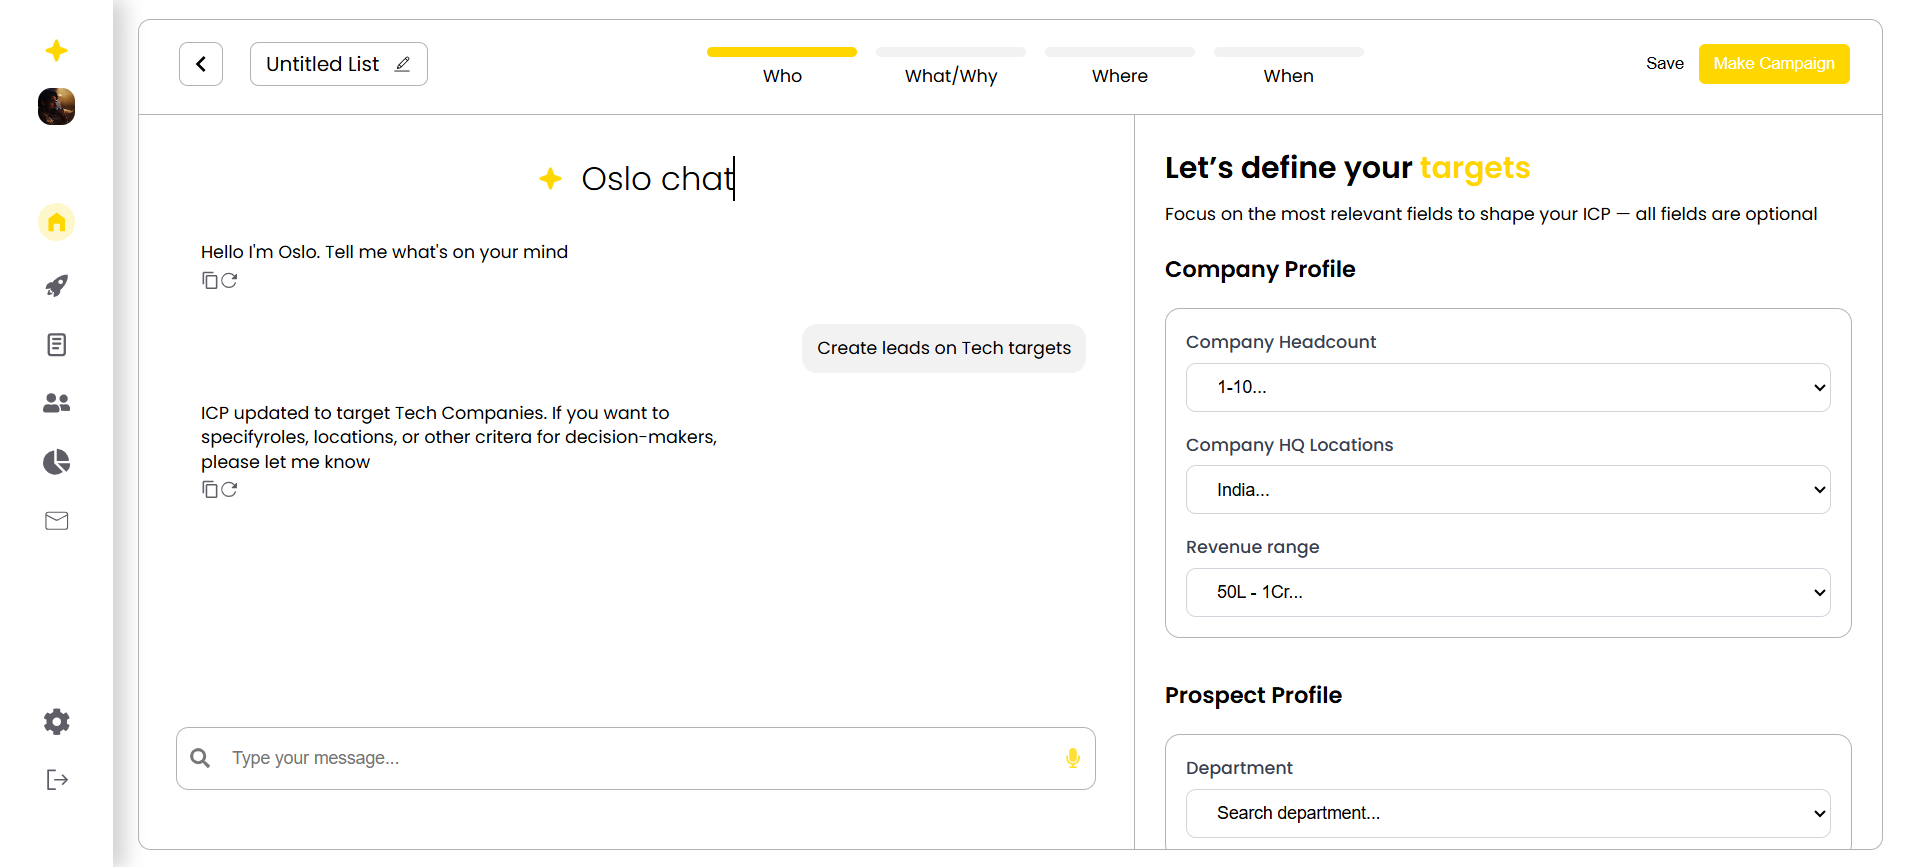 Untitled List
Who
What/Why
Where
When
Save
Make Campaign
Oslo chat
Hello I'm Oslo. Tell me what's on your mind
Create leads on Tech targets
ICP updated to target Tech Companies. If you want to
specifyroles, locations, or other critera for decision-makers,
please let me know
Type your message...
Let’s define your targets
Focus on the most relevant fields to shape your ICP — all fields are optional
Company Profile
Company Headcount
1-10...
Company HQ Locations
India...
Revenue range
50L - 1Cr...
Prospect Profile
Department
Search department...